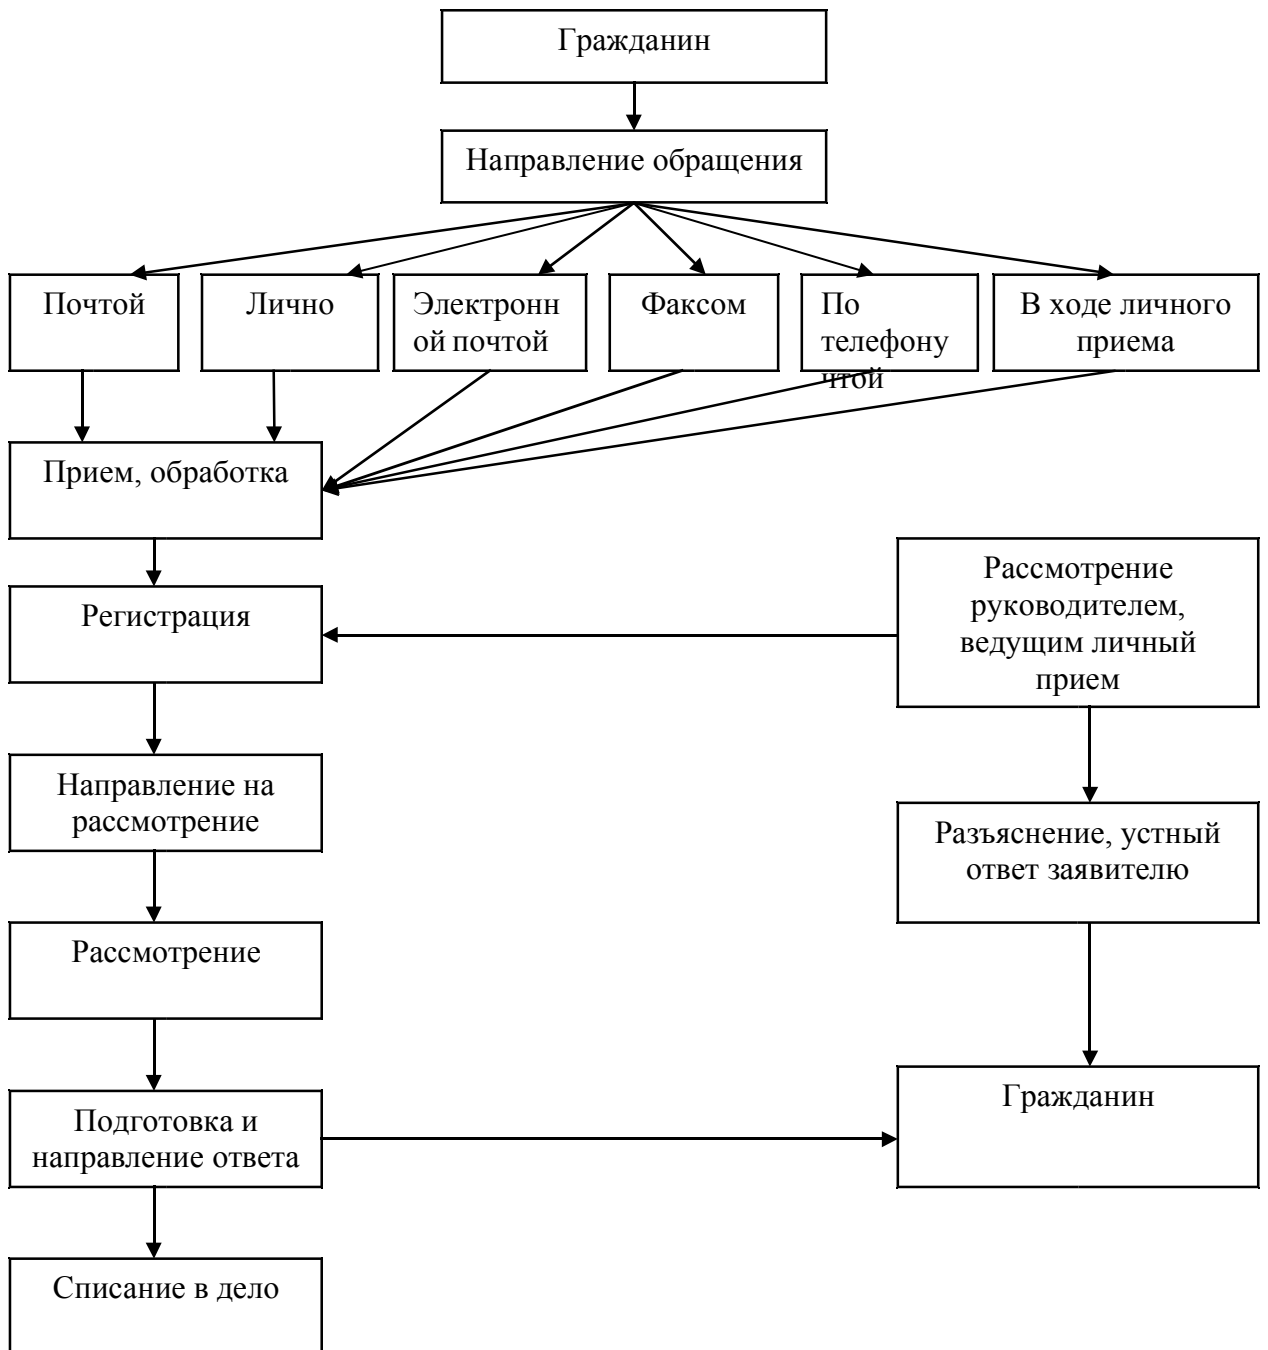 Гражданин
Направление обращения
Почтой
Лично
Электронн
ой почтой
Факсом
По
телефону
чтой
В ходе личного
приема
Прием, обработка
Регистрация
Рассмотрение
руководителем,
ведущим личный
прием
Направление на
рассмотрение
Разъяснение, устный
ответ заявителю
Рассмотрение
Подготовка и
направление ответа
Гражданин
Списание в дело